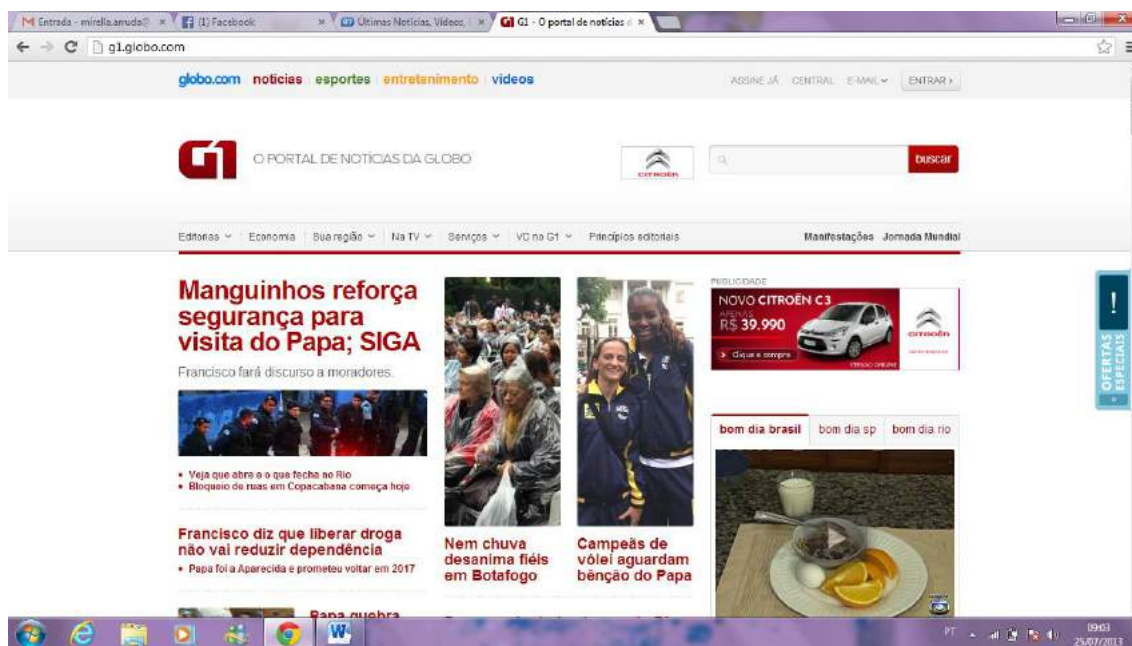 Entrada - mirella.arruda@
(1) Facebook
Últimas Notícias, Vídeos,
G1 - O portal de notícias d
g1.globo.com
globo.com notícias esportes entretenimento vídeos
ASSINE JÁ CENTRAL E-MAIL ENTRAR
G1
O PORTAL DE NOTÍCIAS DA GLOBO
CITROËN
buscar
Editorias Economia Sua região Na TV Serviços VC no G1 Princípios editoriais
Manifestações Jornada Mundial
Manguinhos reforça
segurança para
visita do Papa; SIGA
Francisco fará discurso a moradores.
Veja que abre e o que fecha no Rio
Bloqueio de ruas em Copacabana começa hoje
Francisco diz que liberar droga
não vai reduzir dependência
Papa foi a Aparecida e prometeu voltar em 2017
Papa quebra
Nem chuva
desanima fiéis
em Botafogo
Campeãs de
vôlei aguardam
bênção do Papa
PUBLICIDADE
NOVO CITROËN C3
APENAS
R$ 39.990
Clique e compre
CITROËN
bom dia brasil bom dia sp bom dia rio
!
OFERTAS
ESPECIAIS
W
PT
09:03
25/07/2013